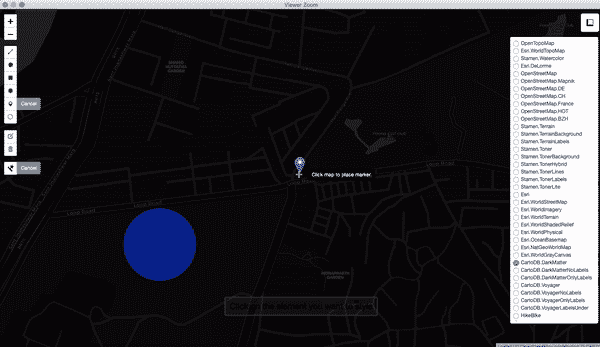 Viewer Zoom
Cancel
Cancel
Click map to place marker.
Lodi Road
OpenTopoMap
Esri.WorldTopoMap
Stamen.Watercolor
Esri.DeLorme
OpenStreetMap
OpenStreetMap.Mapnik
OpenStreetMap.DE
OpenStreetMap.CH
OpenStreetMap.France
OpenStreetMap.HOT
OpenStreetMap.BZH
Stamen.Terrain
Stamen.TerrainBackground
Stamen.TerrainLabels
Stamen.Toner
Stamen.TonerBackground
Stamen.TonerHybrid
Stamen.TonerLines
Stamen.TonerLabels
Stamen.TonerLite
Esri
Esri.WorldStreetMap
Esri.WorldImagery
Esri.WorldTerrain
Esri.WorldShadedRelief
Esri.WorldPhysical
Esri.OceanBasemap
Esri.NatGeoWorldMap
Esri.WorldGrayCanvas
CartoDB.DarkMatter
CartoDB.DarkMatterNoLabels
CartoDB.DarkMatterOnlyLabels
CartoDB.Voyager
CartoDB.VoyagerNoLabels
CartoDB.VoyagerOnlyLabels
CartoDB.VoyagerLabelsUnder
HikeBike